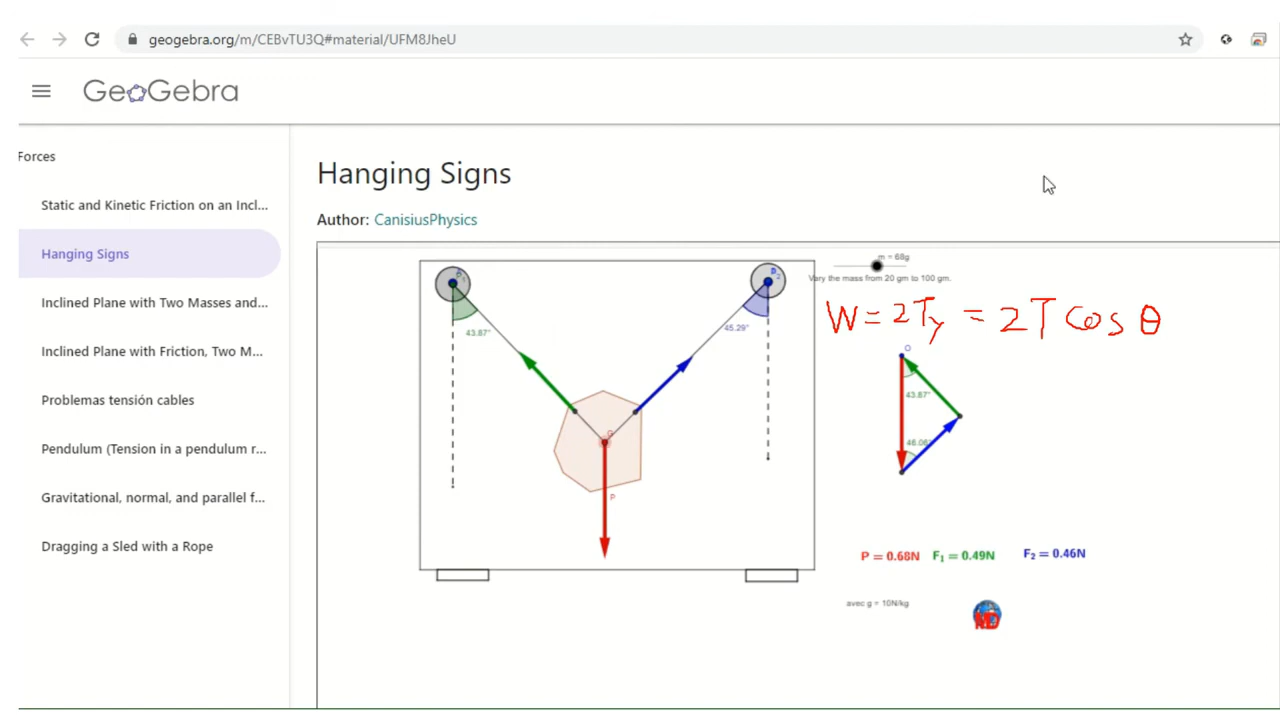 geogebra.org/m/CEBvTU3Q#material/UFM8JheU
GeoGebra
Forces
Static and Kinetic Friction on an Incl...
Hanging Signs
Inclined Plane with Two Masses and...
Inclined Plane with Friction, Two M...
Problemas tensión cables
Pendulum (Tension in a pendulum r...
Gravitational, normal, and parallel f...
Dragging a Sled with a Rope
Hanging Signs
Author: CanisiusPhysics
m = 68g
Vary the mass from 20 gm to 100 gm.
W = 2Ty = 2T cos θ
43.87°
45.29°
G
P
O
43.87°
P = 0.68N F₁ = 0.49N F₂ = 0.46N
avec g = 10N/kg
MD